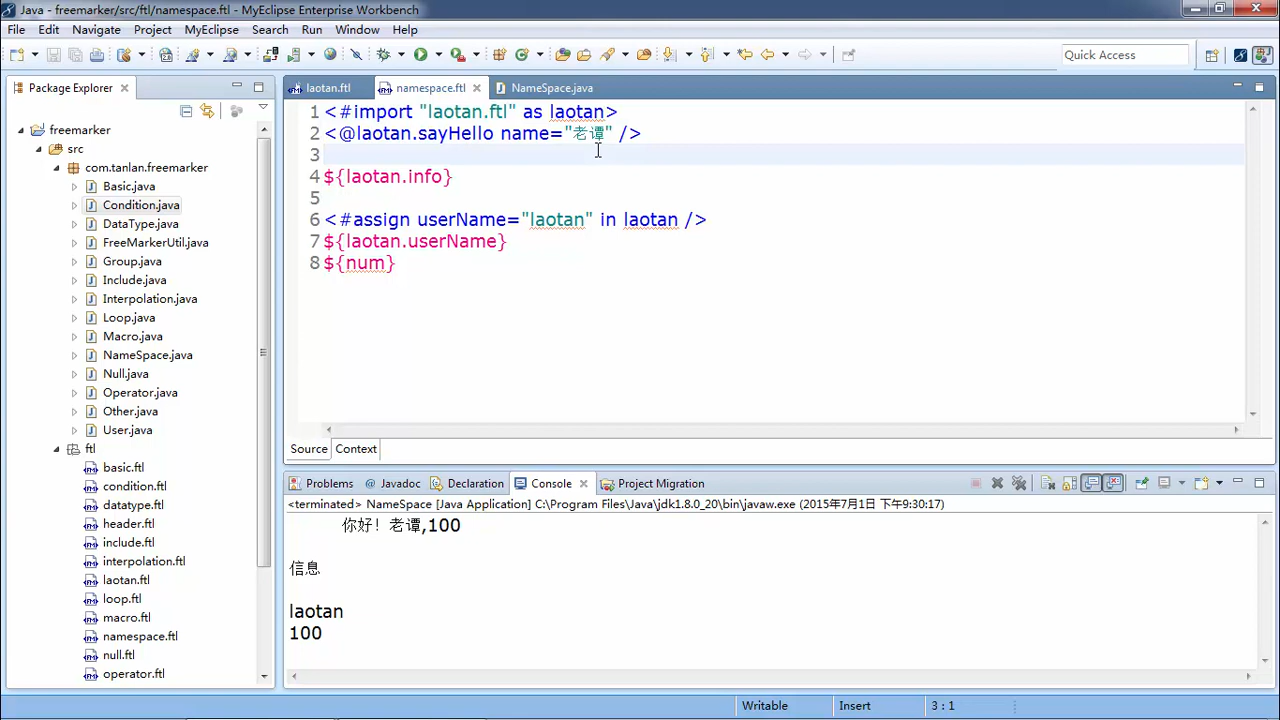 Java - freemarker/src/ftl/namespace.ftl - MyEclipse Enterprise Workbench
File Edit Navigate Project MyEclipse Search Run Window Help
Quick Access
Package Explorer
freemarker
src
com.tanlan.freemarker
Basic.java
Condition.java
DataType.java
FreeMarkerUtil.java
Group.java
Include.java
Interpolation.java
Loop.java
Macro.java
NameSpace.java
Null.java
Operator.java
Other.java
User.java
ftl
basic.ftl
condition.ftl
datatype.ftl
header.ftl
include.ftl
interpolation.ftl
laotan.ftl
loop.ftl
macro.ftl
namespace.ftl
null.ftl
operator.ftl
laotan.ftl namespace.ftl NameSpace.java
1 <#import "laotan.ftl" as laotan>
2 <@laotan.sayHello name="老谭" />
3
4 ${laotan.info}
5
6 <#assign userName="laotan" in laotan />
7 ${laotan.userName}
8 ${num}
Source Context
Problems Javadoc Declaration Console Project Migration
<terminated> NameSpace [Java Application] C:\Program Files\Java\jdk1.8.0_20\bin\javaw.exe (2015年7月1日 下午9:30:17)
你好！老谭,100
信息
laotan
100
Writable Insert 3 : 1